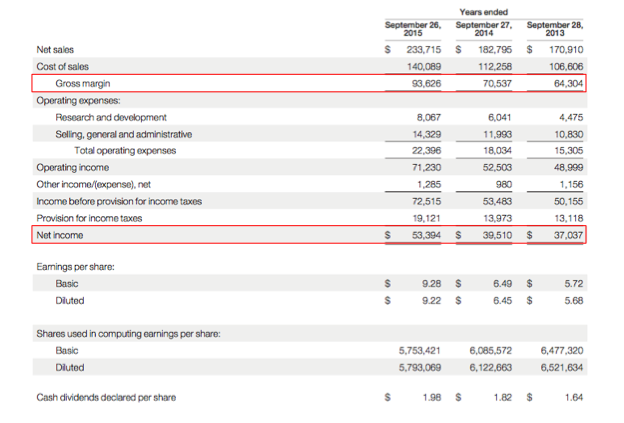 Years ended
September 26, 2015 September 27, 2014 September 28, 2013
Net sales $ 233,715 $ 182,795 $ 170,910
Cost of sales 140,089 112,258 106,606
Gross margin 93,626 70,537 64,304
Operating expenses:
Research and development 8,067 6,041 4,475
Selling, general and administrative 14,329 11,993 10,830
Total operating expenses 22,396 18,034 15,305
Operating income 71,230 52,503 48,999
Other income/(expense), net 1,285 980 1,156
Income before provision for income taxes 72,515 53,483 50,155
Provision for income taxes 19,121 13,973 13,118
Net income $ 53,394 $ 39,510 $ 37,037
Earnings per share:
Basic $ 9.28 $ 6.49 $ 5.72
Diluted $ 9.22 $ 6.45 $ 5.68
Shares used in computing earnings per share:
Basic 5,753,421 6,085,572 6,477,320
Diluted 5,793,069 6,122,663 6,521,634
Cash dividends declared per share $ 1.98 $ 1.82 $ 1.64